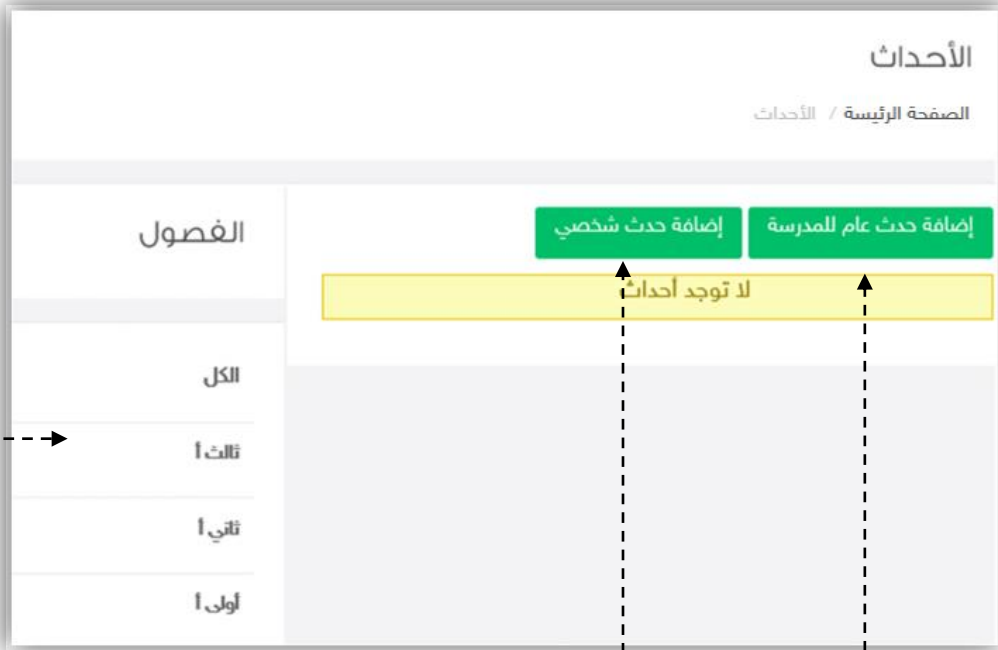 الأحداث
الصفحة الرئيسة / الأحداث
إضافة حدث عام للمدرسة
إضافة حدث شخصي
لا توجد أحداث
الفصول
الكل
ثالث أ
ثاني أ
أولى أ